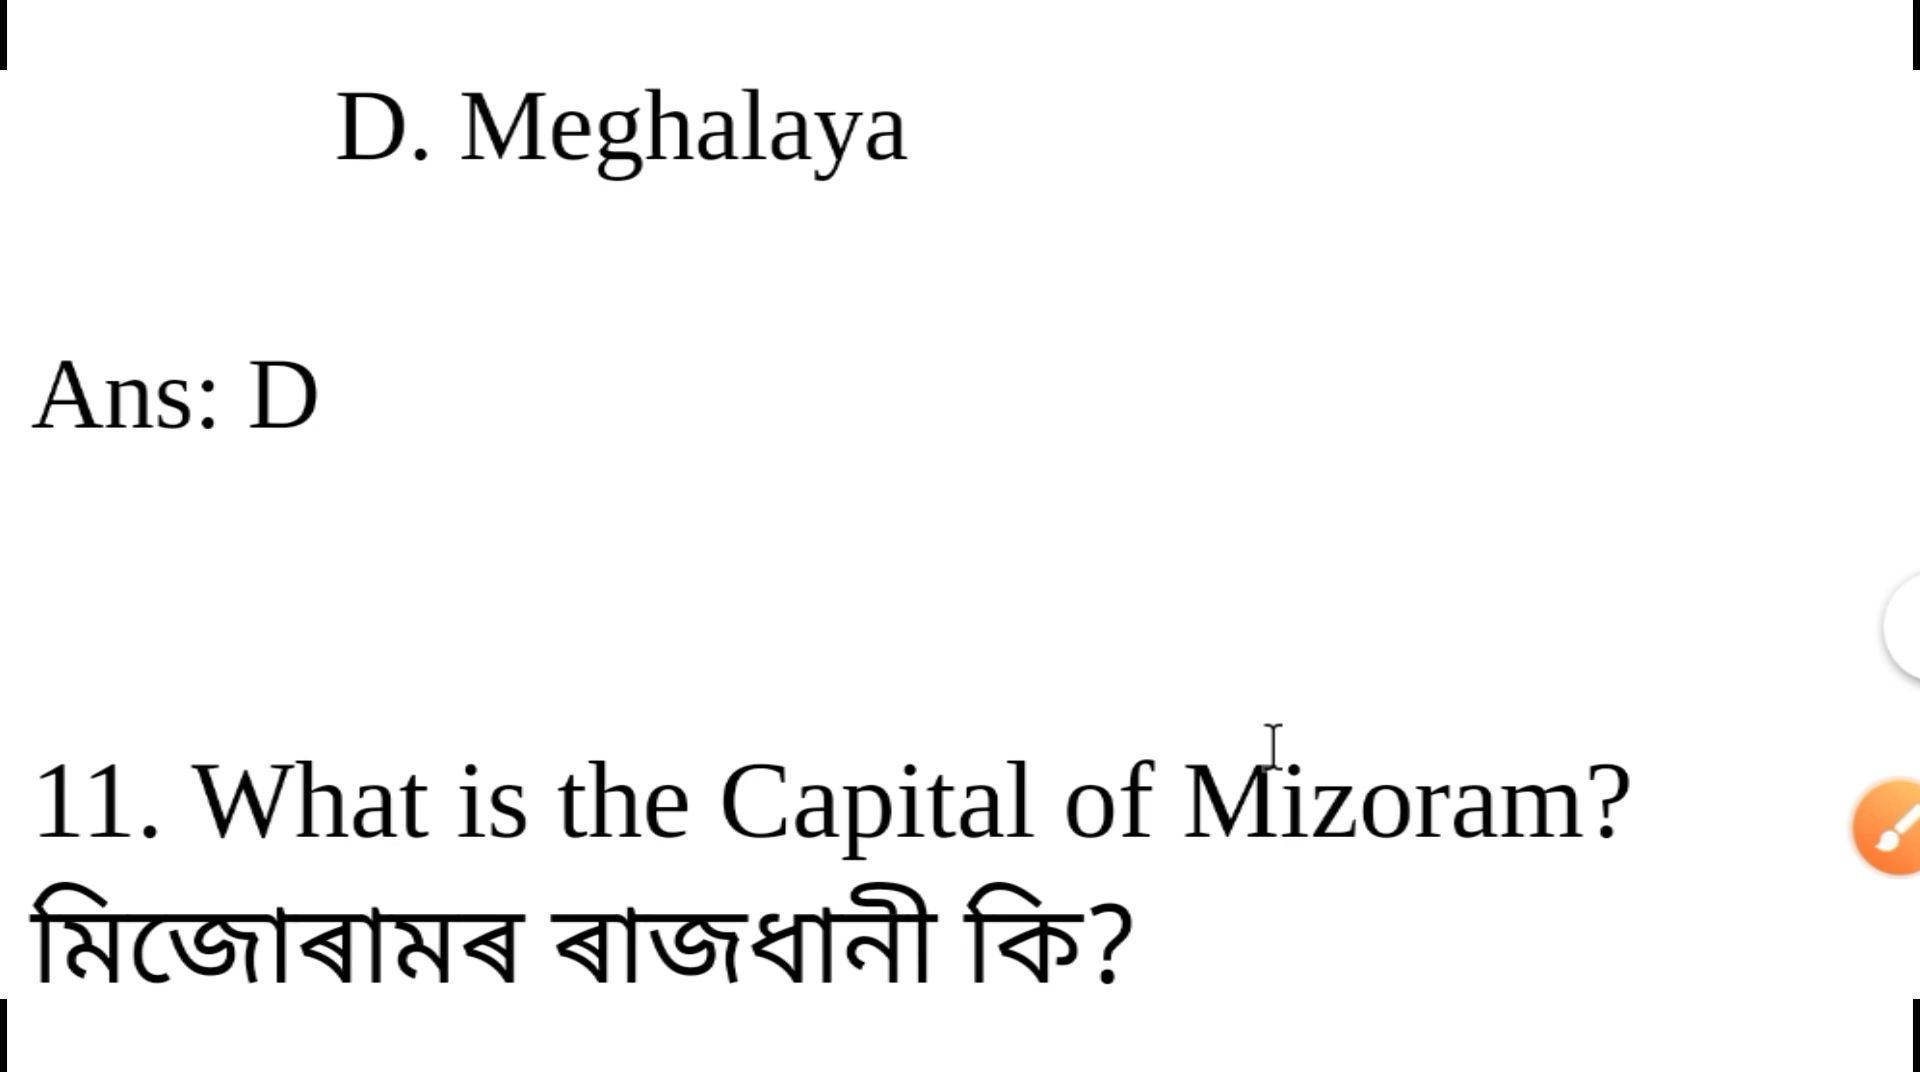 D. Meghalaya
Ans: D
11. What is the Capital of Mizoram?
মিজোৰামৰ ৰাজধানী কি?